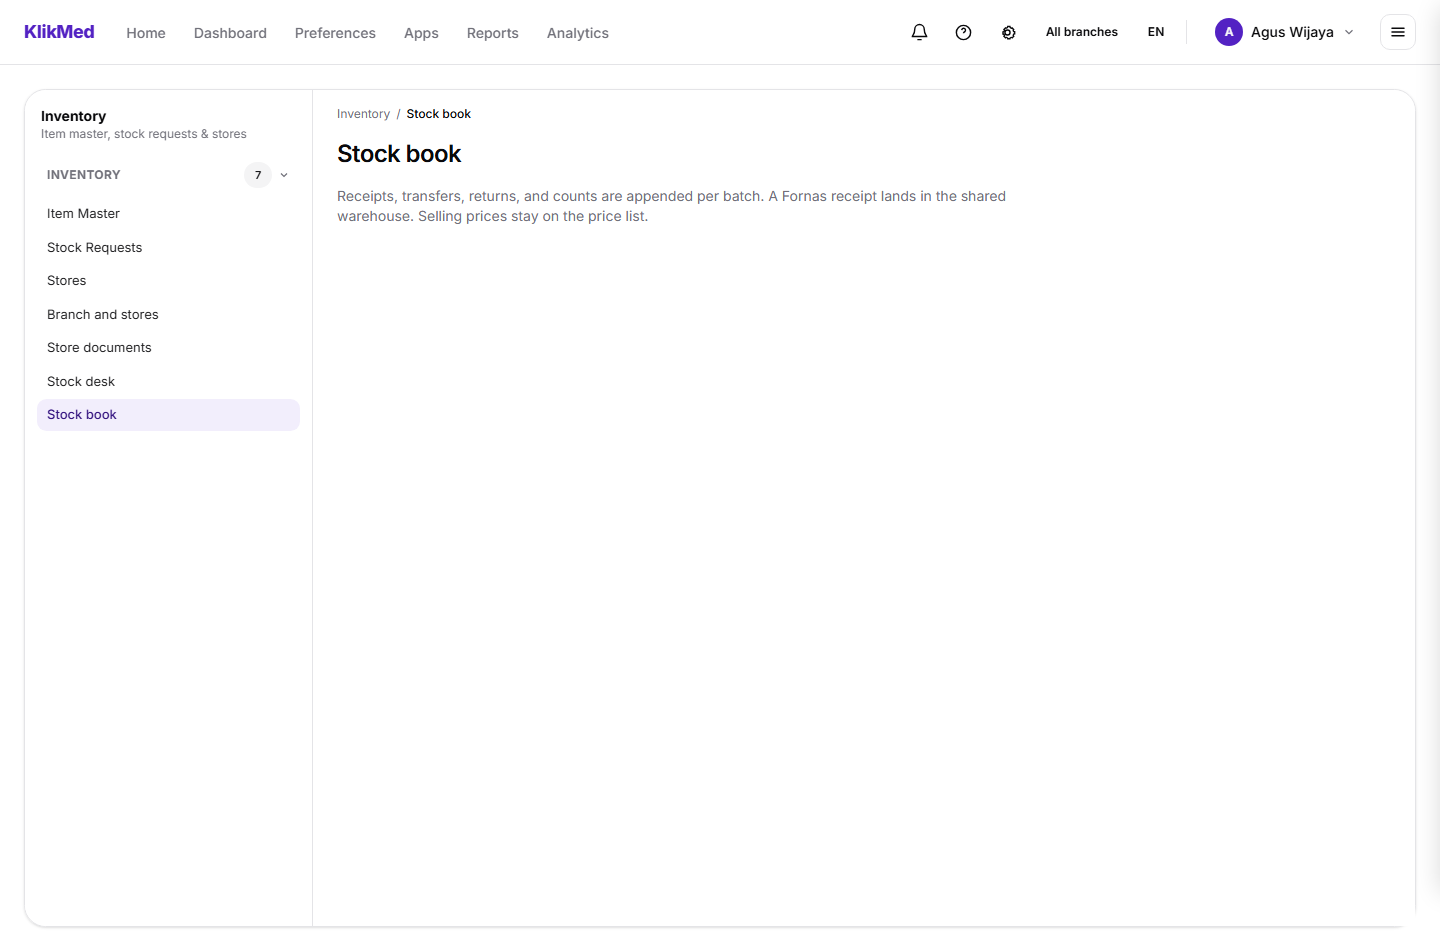 KlikMed
Home
Dashboard
Preferences
Apps
Reports
Analytics
All branches
EN
A
Agus Wijaya
Inventory
Item master, stock requests & stores
INVENTORY
7
Item Master
Stock Requests
Stores
Branch and stores
Store documents
Stock desk
Stock book
Inventory / Stock book
Stock book
Receipts, transfers, returns, and counts are appended per batch. A Fornas receipt lands in the shared
warehouse. Selling prices stay on the price list.